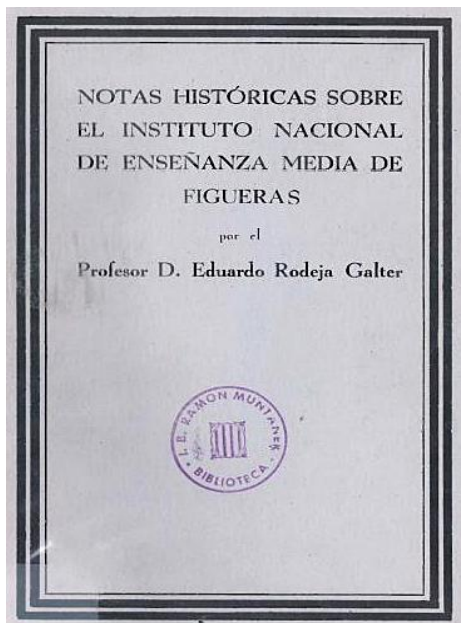 NOTAS HISTÓRICAS SOBRE
EL INSTITUTO NACIONAL
DE ENSEÑANZA MEDIA DE
FIGUERAS
por el
Profesor D. Eduardo Rodeja Galter
I. B. RAMON MUNTANER
BIBLIOTECA